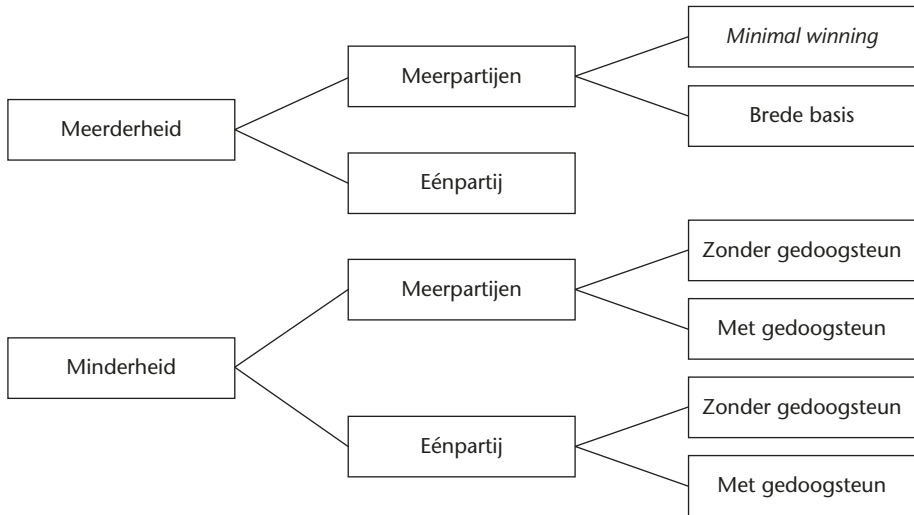 Minimal winning
Meerpartijen
Brede basis
Meerderheid
Eénpartij
Zonder gedoogsteun
Meerpartijen
Met gedoogsteun
Minderheid
Zonder gedoogsteun
Eénpartij
Met gedoogsteun